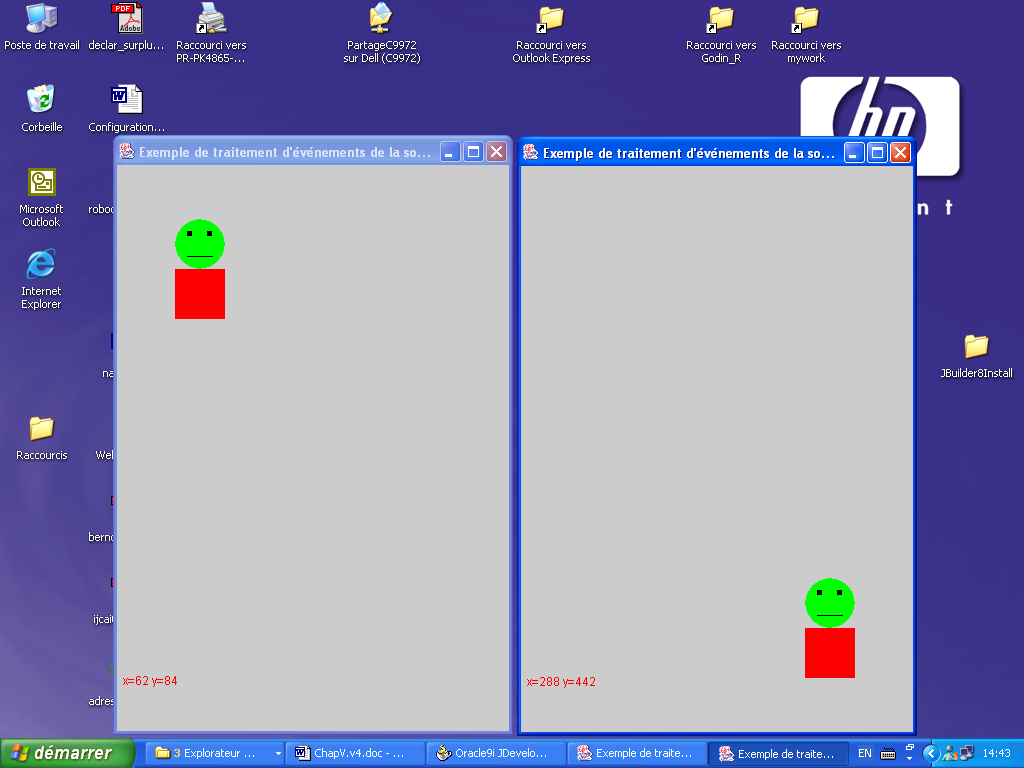 Poste de travail
declar_surplu...
Raccourci vers
PR-PK4865-...
PartageC9972
sur Dell (C9972)
Raccourci vers
Outlook Express
Raccourci vers
Godin_R
Raccourci vers
mywork
PDF
Adobe
Corbeille
Configuration...
hp
Exemple de traitement d'événements de la so...
Exemple de traitement d'événements de la so...
Microsoft
Outlook
n t
Internet
Explorer
JBuilder8Install
Raccourcis
x=62 y=84
x=288 y=442
démarrer
3 Explorateur ...
ChapV.v4.doc - ...
Oracle9i JDevelo...
Exemple de traite...
Exemple de traite...
EN
14:43